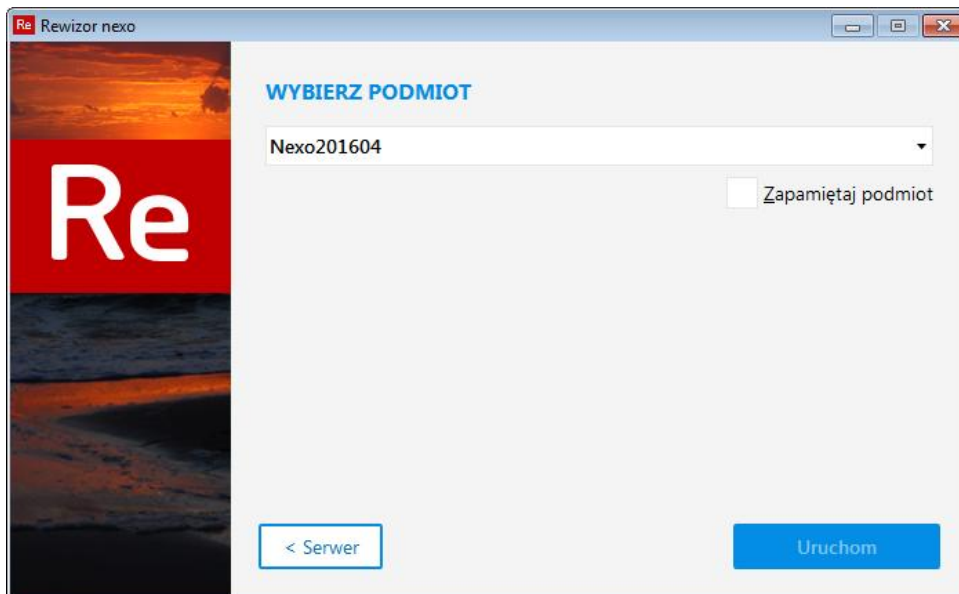 Re Rewizor nexo
WYBIERZ PODMIOT
Re
Nexo201604
Zapamiętaj podmiot
< Serwer
Uruchom